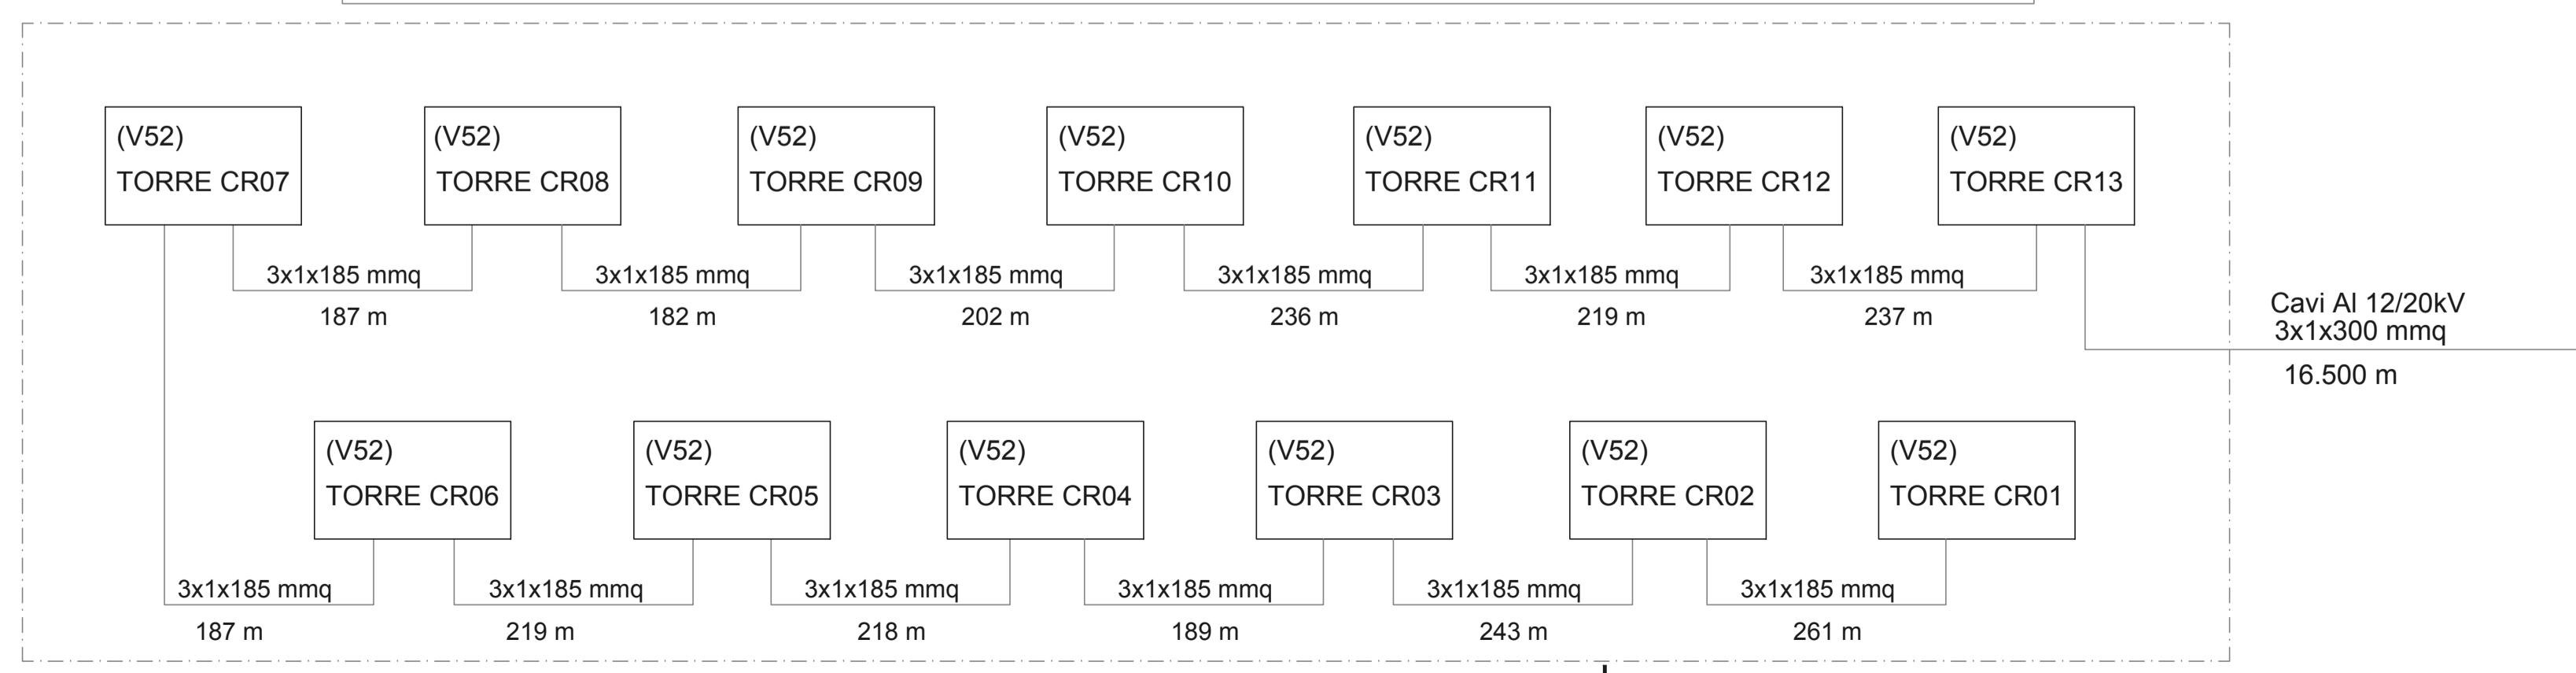 (V52)
TORRE CR07
(V52)
TORRE CR08
(V52)
TORRE CR09
(V52)
TORRE CR10
(V52)
TORRE CR11
(V52)
TORRE CR12
(V52)
TORRE CR13
3x1x185 mmq
187 m
3x1x185 mmq
182 m
3x1x185 mmq
202 m
3x1x185 mmq
236 m
3x1x185 mmq
219 m
3x1x185 mmq
237 m
Cavi Al 12/20kV
3x1x300 mmq
16.500 m
(V52)
TORRE CR06
(V52)
TORRE CR05
(V52)
TORRE CR04
(V52)
TORRE CR03
(V52)
TORRE CR02
(V52)
TORRE CR01
3x1x185 mmq
187 m
3x1x185 mmq
219 m
3x1x185 mmq
218 m
3x1x185 mmq
189 m
3x1x185 mmq
243 m
3x1x185 mmq
261 m